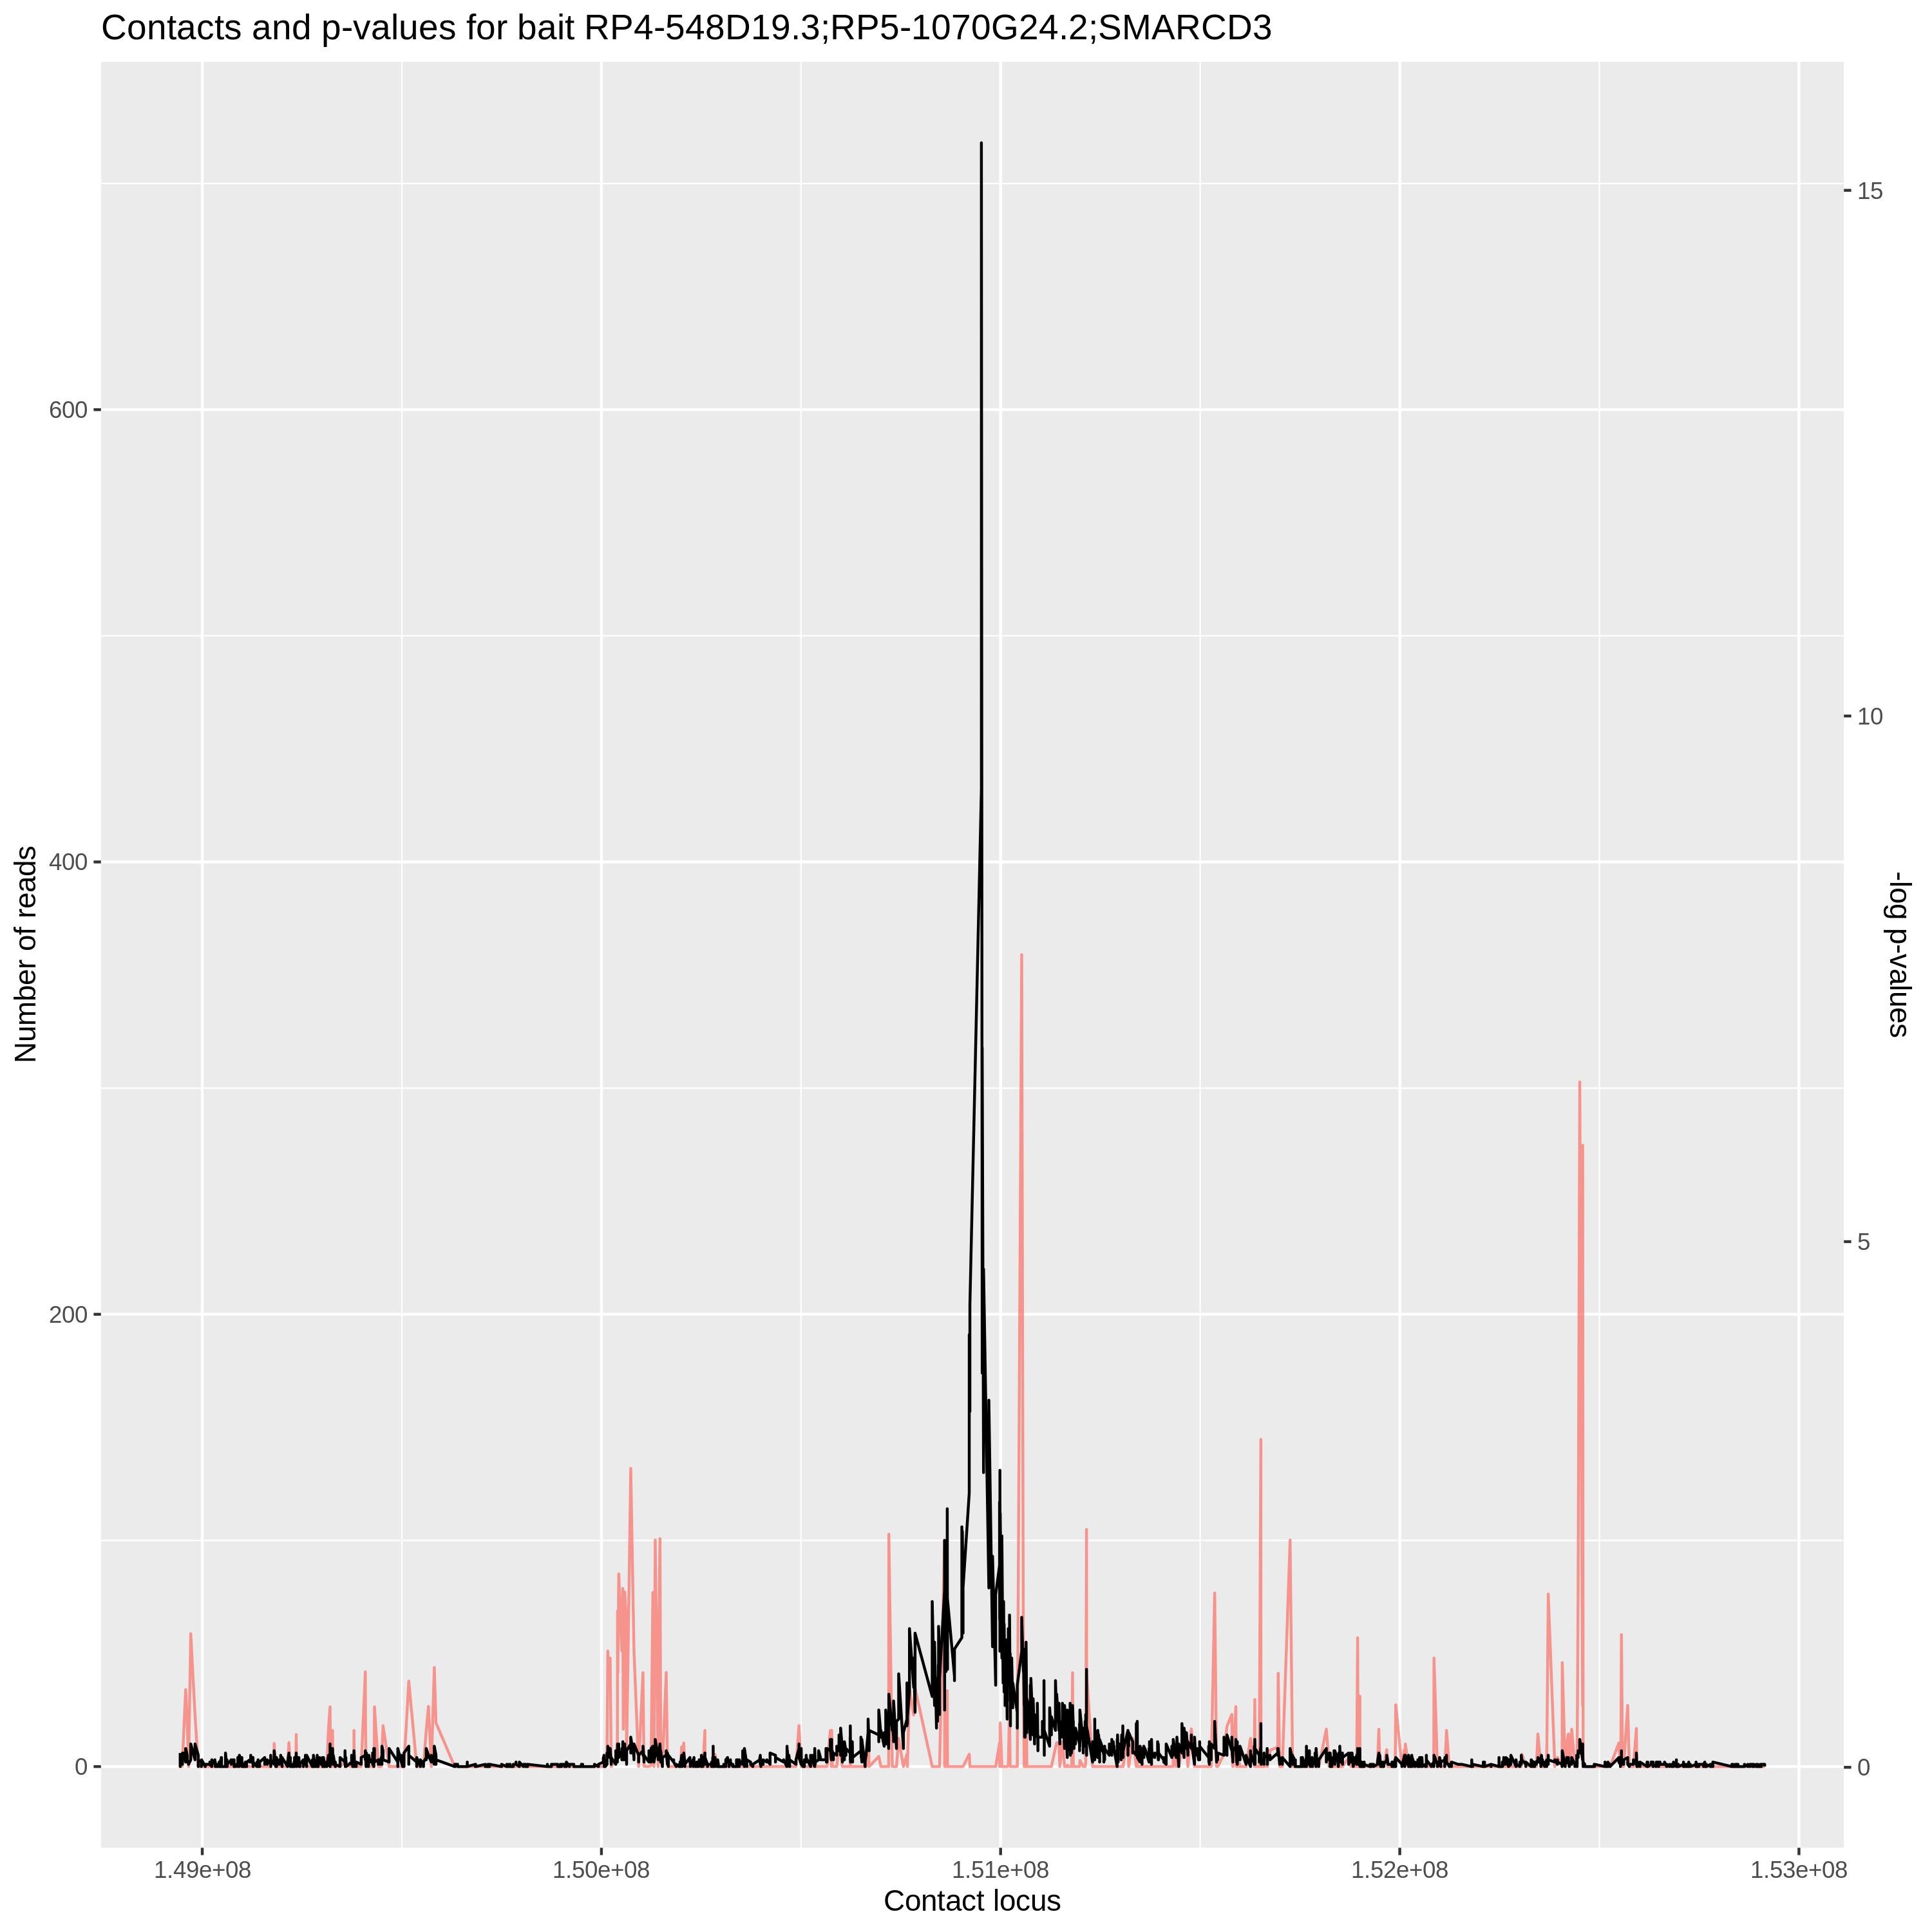 Contacts and p-values for bait RP4-548D19.3;RP5-1070G24.2;SMARCD3
Number of reads
600
400
200
0
15
10
5
0
-log p-values
1.49e+08
1.50e+08
1.51e+08
1.52e+08
1.53e+08
Contact locus